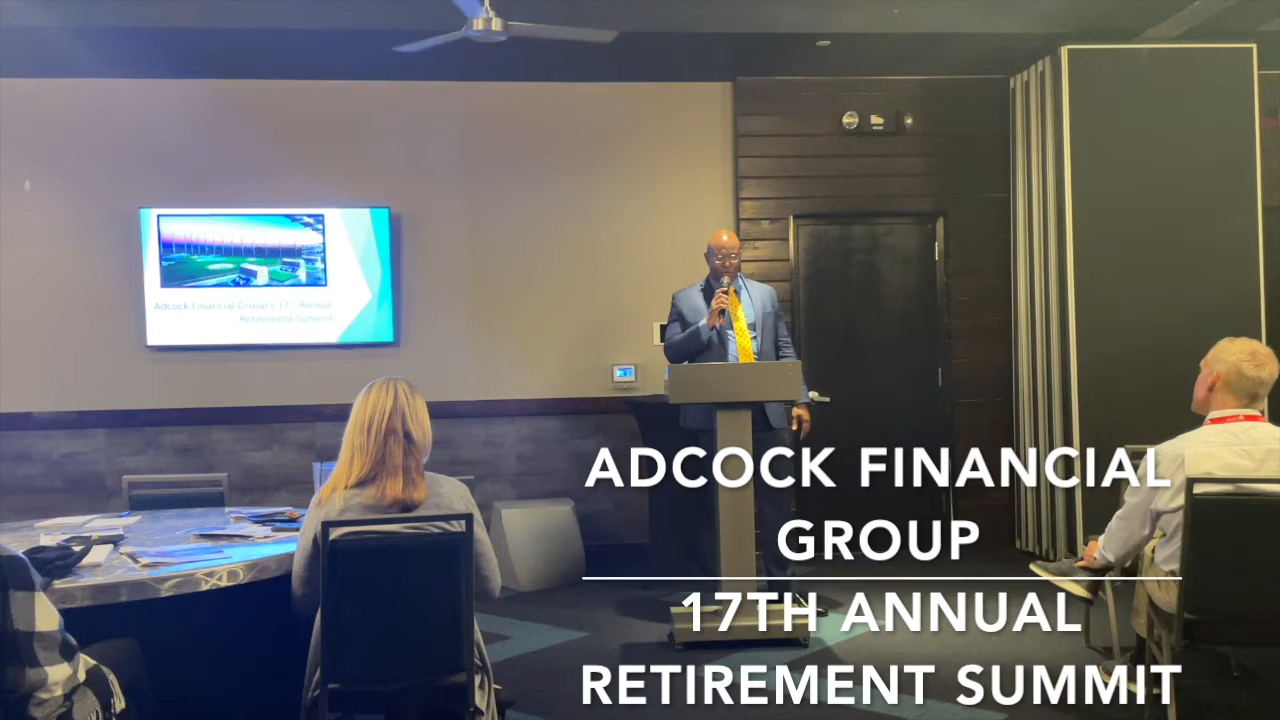 Adcock Financial Group's 17th Annual
Retirement Summit
ADCOCK FINANCIAL
GROUP
17TH ANNUAL
RETIREMENT SUMMIT